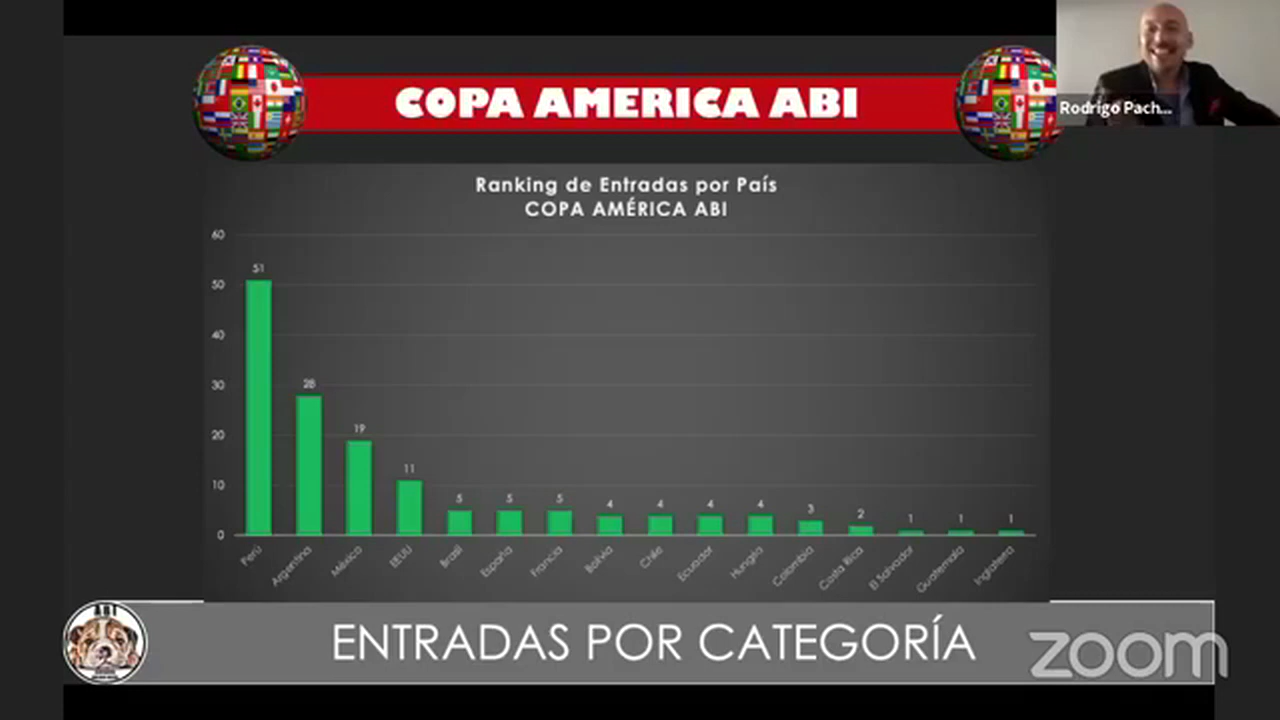 COPA AMERICA ABI
Rodrigo Pach...
Ranking de Entradas por País
COPA AMÉRICA ABI
60
50
40
30
20
10
0
51
28
19
11
5
5
5
4
4
4
4
3
2
1
1
1
Perú
Argentina
México
EEUU
Brasil
España
Francia
Bolivia
Chile
Ecuador
Hungría
Colombia
Costa Rica
El Salvador
Guatemala
Inglaterra
ABI
ENTRADAS POR CATEGORÍA
zoom